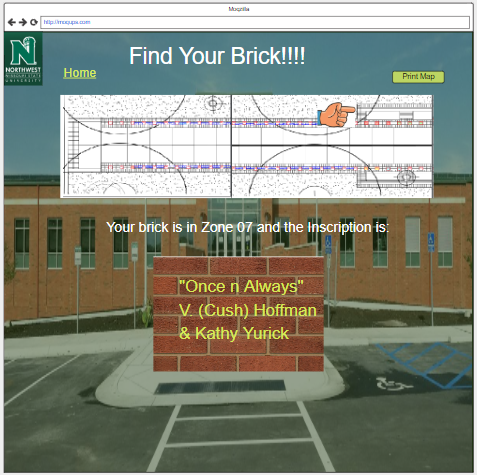 Moqzilla
http://moqups.com
N
NORTHWEST
MISSOURI STATE
UNIVERSITY
Find Your Brick!!!!
Home
Print Map
Your brick is in Zone 07 and the Inscription is:
"Once n Always"
V. (Cush) Hoffman
& Kathy Yurick